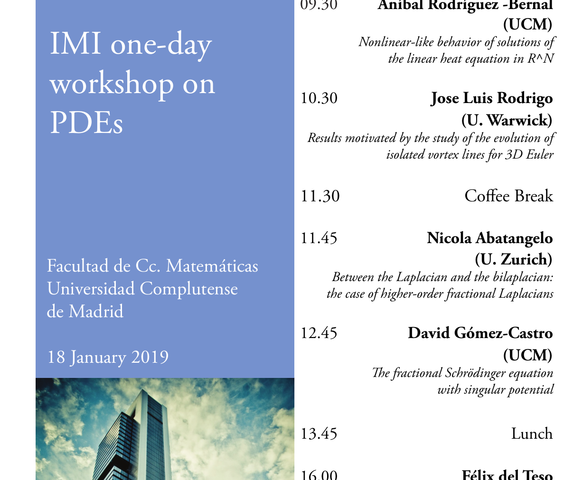 IMI one-day
workshop on
PDEs
Facultad de Cc. Matemáticas
Universidad Complutense
de Madrid
18 January 2019
09.30 Aníbal Rodríguez -Bernal
(UCM)
Nonlinear-like behavior of solutions of
the linear heat equation in R^N
10.30 Jose Luis Rodrigo
(U. Warwick)
Results motivated by the study of the evolution of
isolated vortex lines for 3D Euler
11.30 Coffee Break
11.45 Nicola Abatangelo
(U. Zurich)
Between the Laplacian and the bilaplacian:
the case of higher-order fractional Laplacians
12.45 David Gómez-Castro
(UCM)
The fractional Schrödinger equation
with singular potential
13.45 Lunch
16.00 Félix del Teso